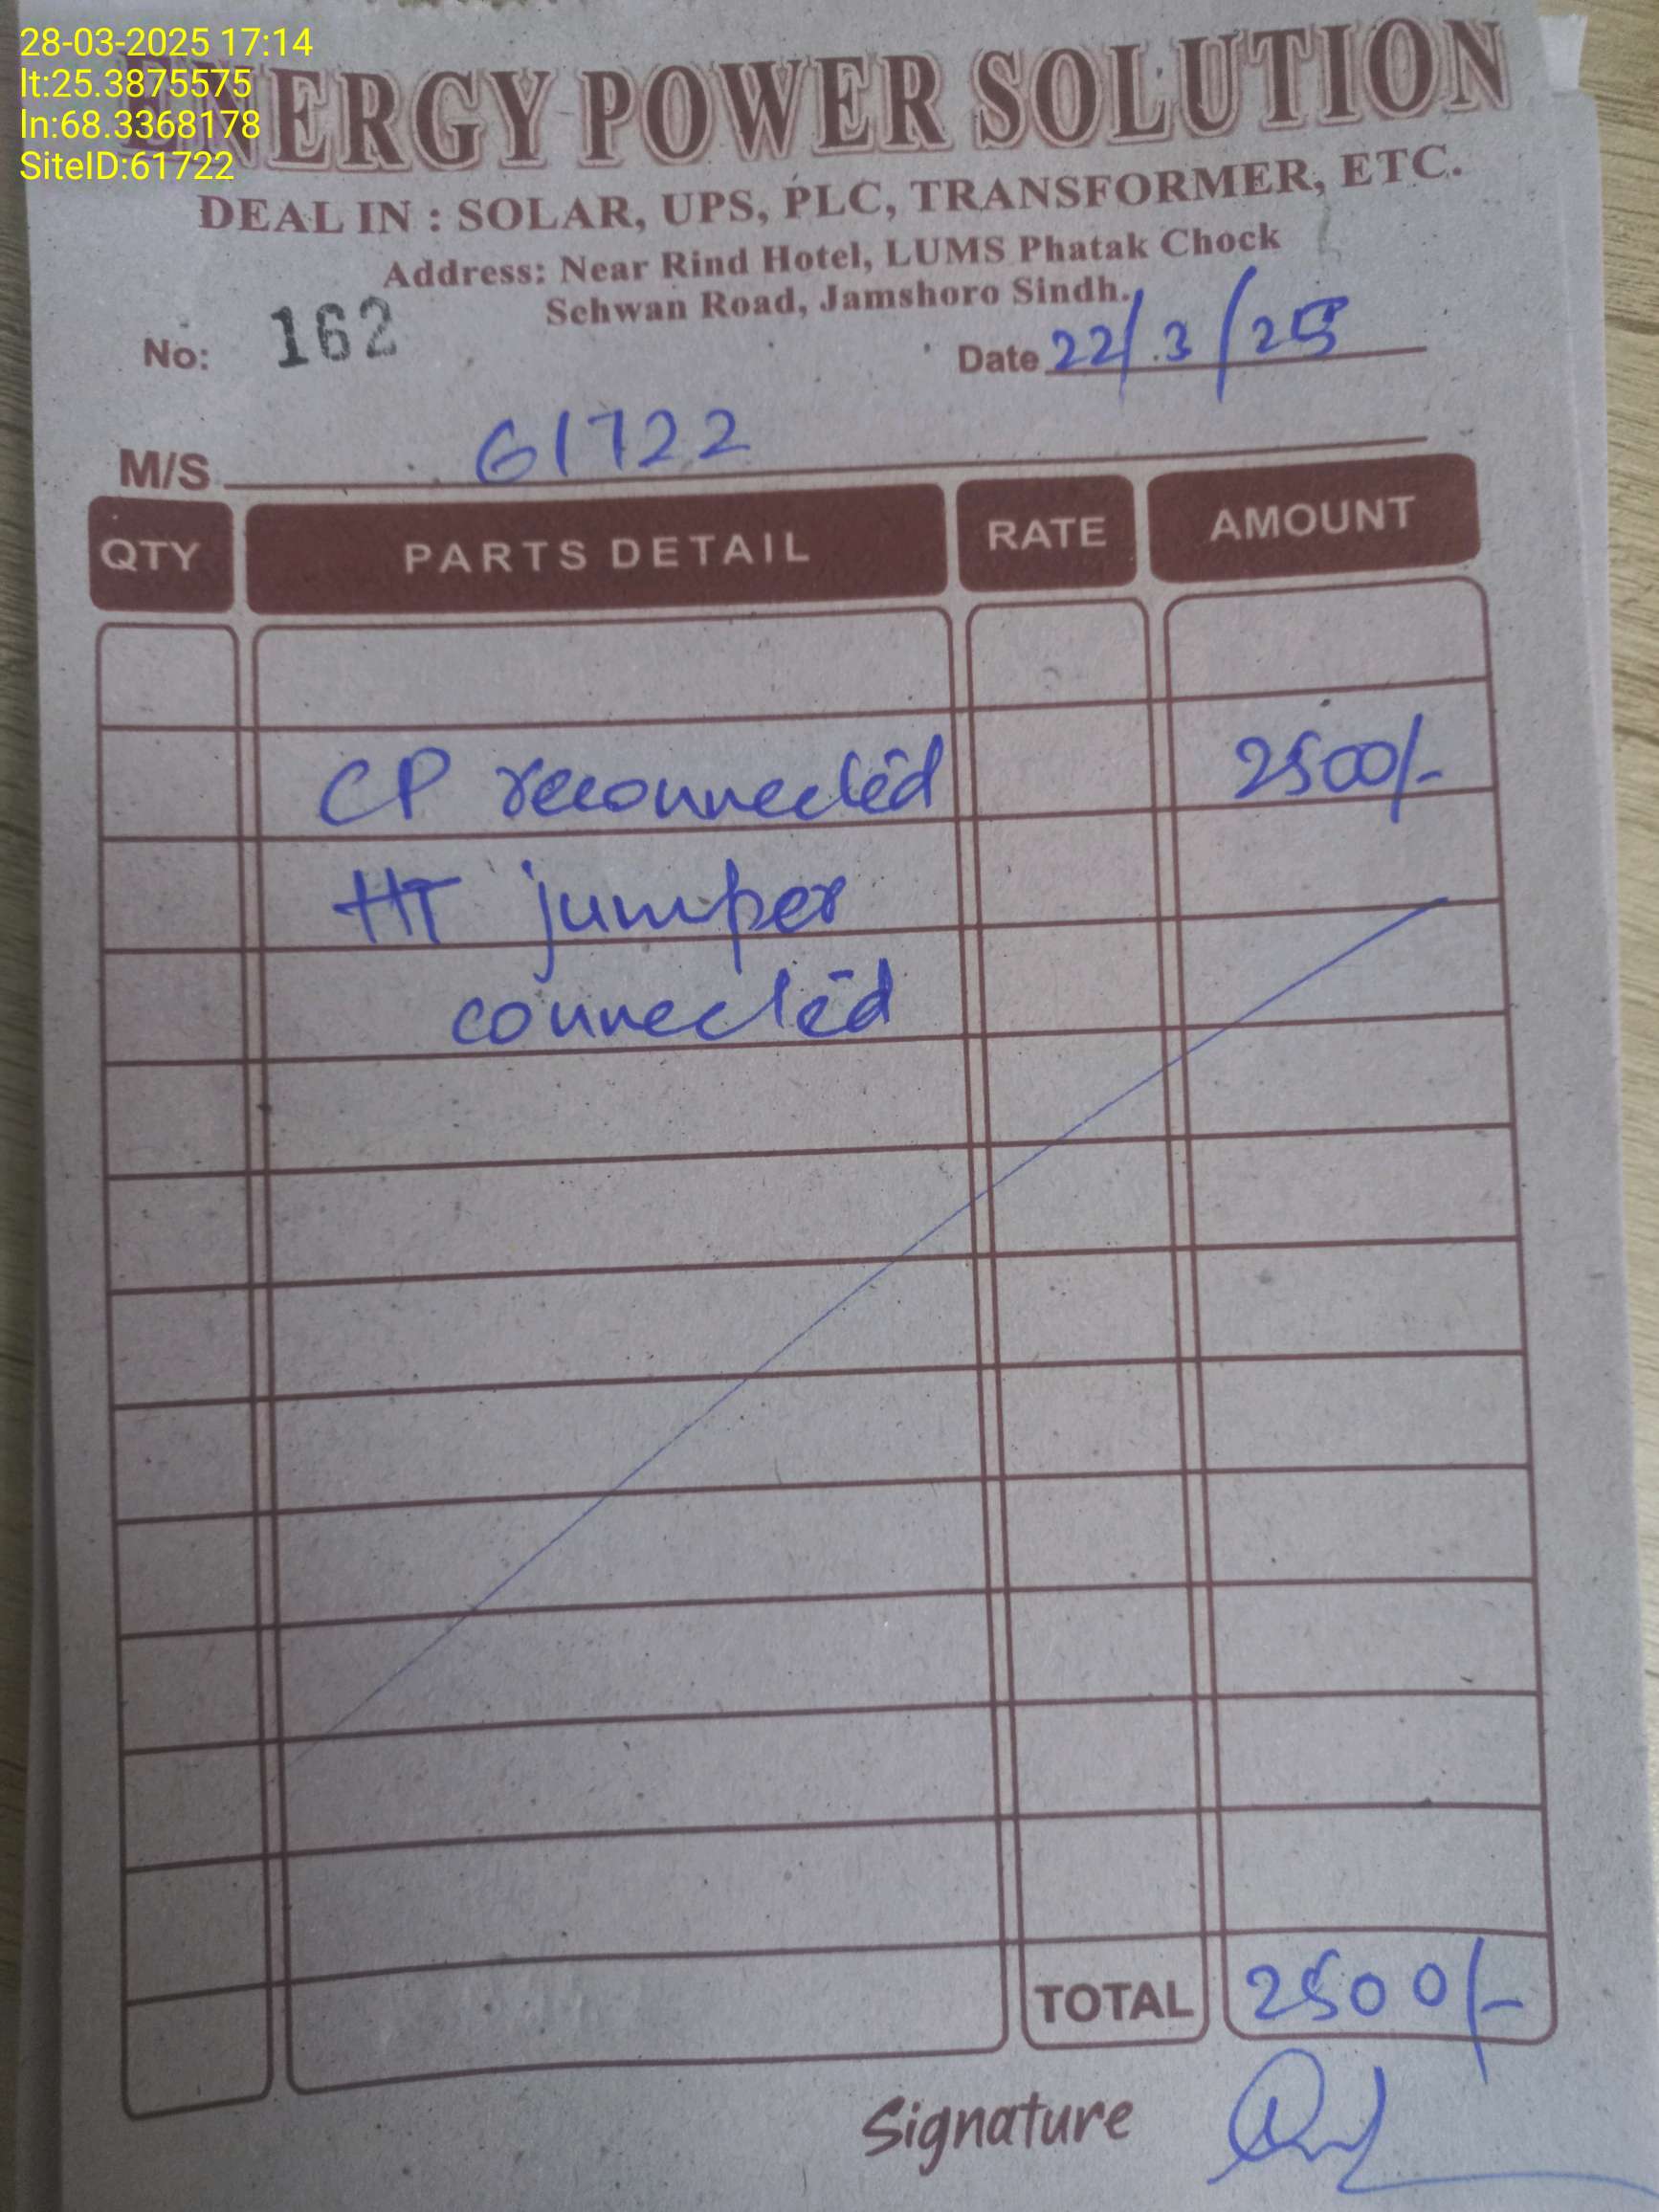 28-03-2025 17:14
lt:25.3875575
ln:68.3368178
SiteID:61722
ENERGY POWER SOLUTION
DEAL IN : SOLAR, UPS, PLC, TRANSFORMER, ETC.
Address: Near Rind Hotel, LUMS Phatak Chock
Sehwan Road, Jamshoro Sindh.
No: 162 Date 22/3/25
M/S 61722
QTY PARTS DETAIL RATE AMOUNT
CP reconnected 2500/-
HT jumper
connected
TOTAL 2500/-
Signature